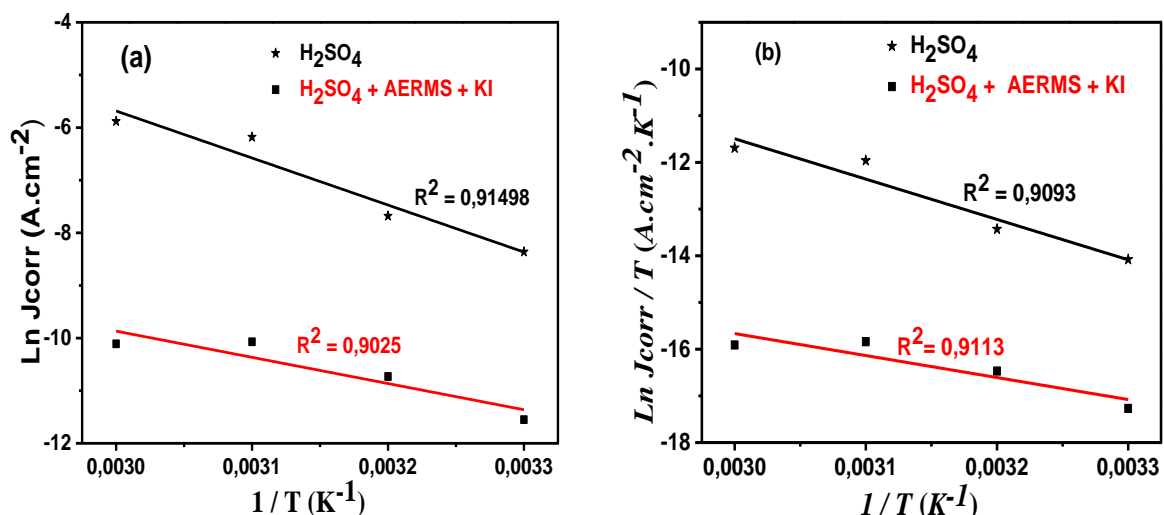 (a)
H₂SO₄
H₂SO₄ + AERMS + KI
Ln Jcorr (A.cm⁻²)
-4
-6
-8
-10
-12
R² = 0,91498
R² = 0,9025
0,0030 0,0031 0,0032 0,0033
1 / T (K⁻¹)
(b)
H₂SO₄
H₂SO₄ + AERMS + KI
Ln Jcorr / T (A.cm⁻².K⁻¹)
-10
-12
-14
-16
-18
R² = 0,9093
R² = 0,9113
0,0030 0,0031 0,0032 0,0033
1 / T (K⁻¹)